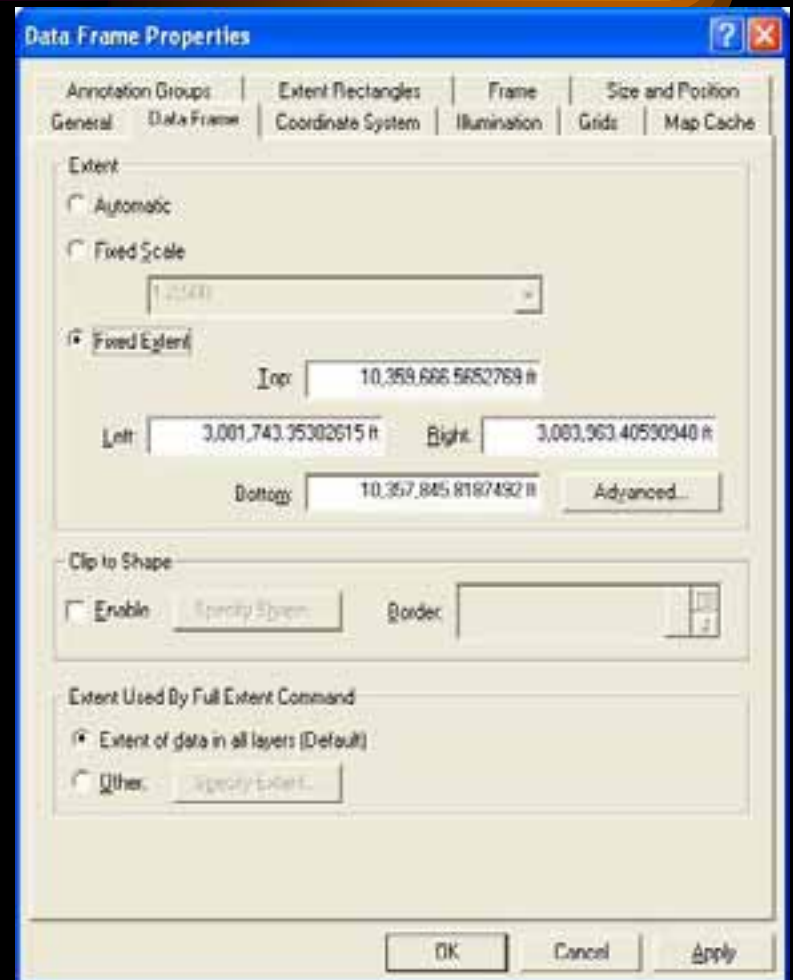 Data Frame Properties
Annotation Groups Extent Rectangles Frame Size and Position
General Data Frame Coordinate System Illumination Grids Map Cache
Extent
Automatic
Fixed Scale
Fixed Extent
Top: 10,359,666.5652769 ft
Left: 3,081,743.35302615 ft Right: 3,083,963.40590940 ft
Bottom: 10,357,845.8187492 ft Advanced...
Clip to Shape
Enable Specify Shape... Border:
Extent Used By Full Extent Command
Extent of data in all layers (Default)
Other: Specify Extent...
OK Cancel Apply